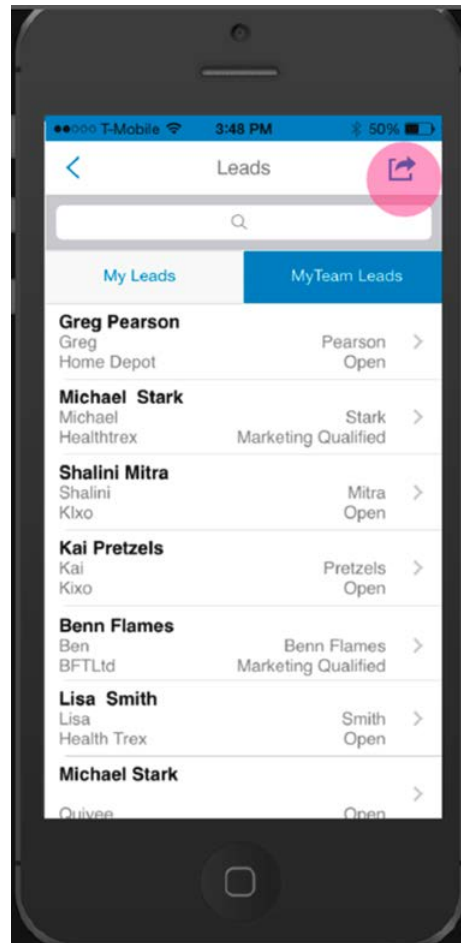 T-Mobile 3:48 PM 50%
Leads
My Leads MyTeam Leads
Greg Pearson
Greg Pearson
Home Depot Open
Michael Stark
Michael Stark
Healthtrex Marketing Qualified
Shalini Mitra
Shalini Mitra
Klxo Open
Kai Pretzels
Kai Pretzels
Kixo Open
Benn Flames
Ben Benn Flames
BFTLtd Marketing Qualified
Lisa Smith
Lisa Smith
Health Trex Open
Michael Stark
Quivee Open